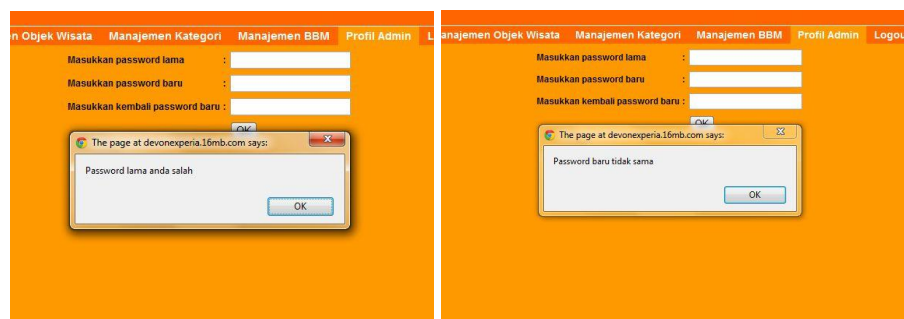 n Objek Wisata Manajemen Kategori Manajemen BBM Profil Admin L
Masukkan password lama :
Masukkan password baru :
Masukkan kembali password baru :
OK
The page at devonexperia.16mb.com says:
Password lama anda salah
OK
anajemen Objek Wisata Manajemen Kategori Manajemen BBM Profil Admin Logou
Masukkan password lama :
Masukkan password baru :
Masukkan kembali password baru :
OK
The page at devonexperia.16mb.com says:
Password baru tidak sama
OK